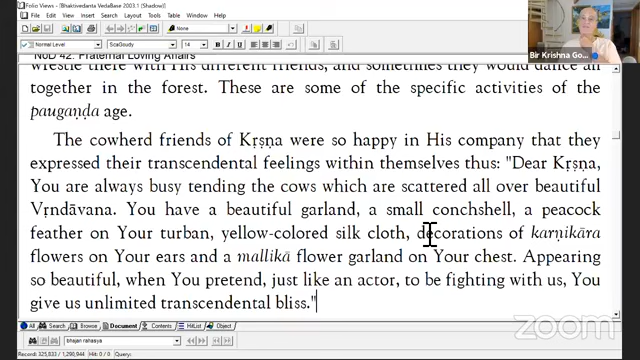 Folio Views - [Bhaktivedanta VedaBase 2003.1 (Shadow)]
File Edit View Search Insert Layout Tools Window Help
<None>
Normal Level ScaGoudy 14 B I U
NoD 42: Fraternal Loving Affairs
wrestle there with His different friends, and sometimes they would dance all
together in the forest. These are some of the specific activities of the
paugaṇḍa age.
The cowherd friends of Kṛṣṇa were so happy in His company that they
expressed their transcendental feelings within themselves thus: "Dear Kṛṣṇa,
You are always busy tending the cows which are scattered all over beautiful
Vṛndāvana. You have a beautiful garland, a small conchshell, a peacock
feather on Your turban, yellow-colored silk cloth, decorations of karṇikāra
flowers on Your ears and a mallikā flower garland on Your chest. Appearing
so beautiful, when You pretend, just like an actor, to be fighting with us, You
give us unlimited transcendental bliss."
All Search Browse Document Contents HitList Object
bhajan rahasya
Record: 325,833 / 1,298,944 Hit: 0 / 0 Query:
Bir Krishna Go...
zoom